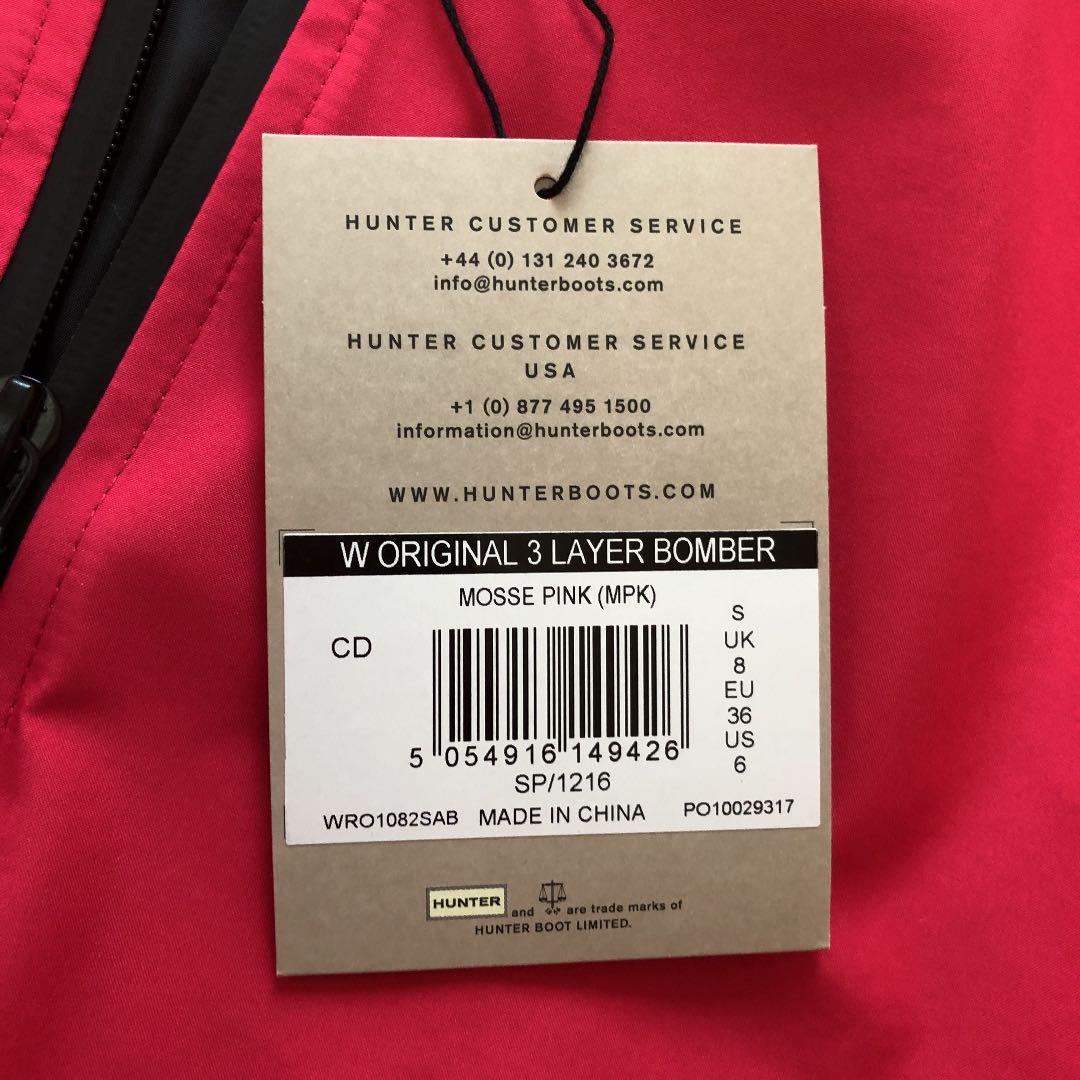 HUNTER CUSTOMER SERVICE
+44 (0) 131 240 3672
info@hunterboots.com
HUNTER CUSTOMER SERVICE
USA
+1 (0) 877 495 1500
information@hunterboots.com
WWW.HUNTERBOOTS.COM
W ORIGINAL 3 LAYER BOMBER
MOSSE PINK (MPK)
CD
S
UK
8
EU
36
US
6
5 054916 149426
SP/1216
WRO1082SAB MADE IN CHINA PO10029317
HUNTER and are trade marks of
HUNTER BOOT LIMITED.